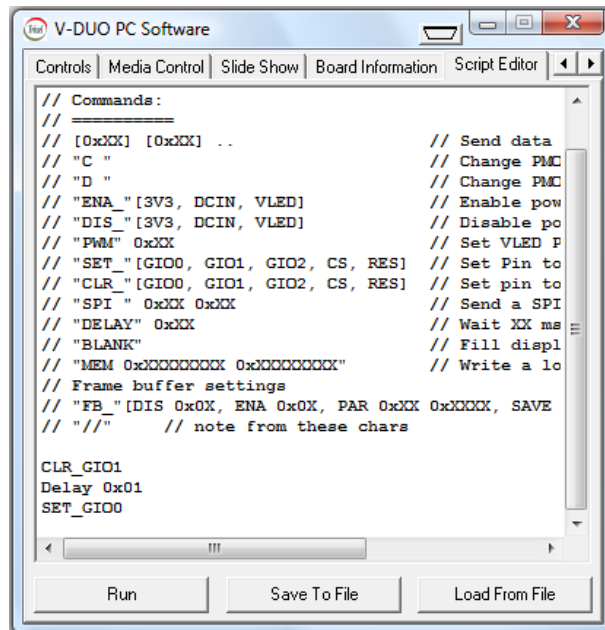 V-DUO PC Software
Controls Media Control Slide Show Board Information Script Editor
// Commands:
// ==========
// [0xXX] [0xXX] .. // Send data
// "C " // Change PMC
// "D " // Change PMC
// "ENA_"[3V3, DCIN, VLED] // Enable pow
// "DIS_"[3V3, DCIN, VLED] // Disable po
// "PWM" 0xXX // Set VLED P
// "SET_"[GIO0, GIO1, GIO2, CS, RES] // Set Pin to
// "CLR_"[GIO0, GIO1, GIO2, CS, RES] // Set pin to
// "SPI " 0xXX 0xXX // Send a SPI
// "DELAY" 0xXX // Wait XX ms
// "BLANK" // Fill displ
// "MEM 0xXXXXXXXX 0xXXXXXXXX" // Write a lo
// Frame buffer settings
// "FB_"[DIS 0x0X, ENA 0x0X, PAR 0xXX 0xXXXX, SAVE
// "//" // note from these chars
CLR_GIO1
Delay 0x01
SET_GIO0
Run Save To File Load From File